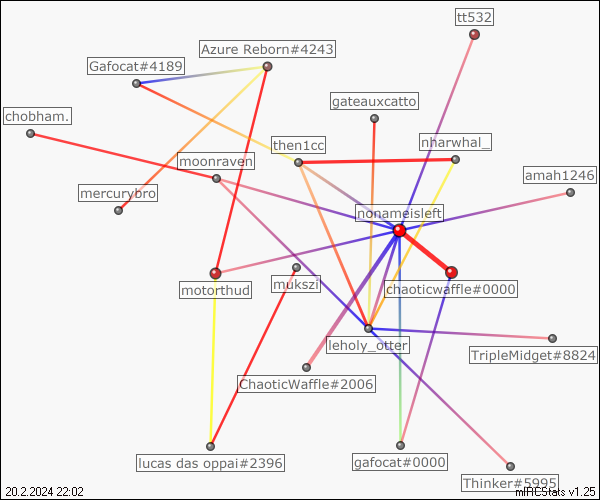 tt532
Azure Reborn#4243
Gafocat#4189
gateauxcatto
chobham.
then1cc
nharwhal_
moonraven
amah1246
mercurybro
nonameisleft
motorthud
mukszi
chaoticwaffle#0000
leholy_otter
TripleMidget#8824
ChaoticWaffle#2006
lucas das oppai#2396
gafocat#0000
Thinker#5995
20.2.2024 22:02
mIRCStats v1.25